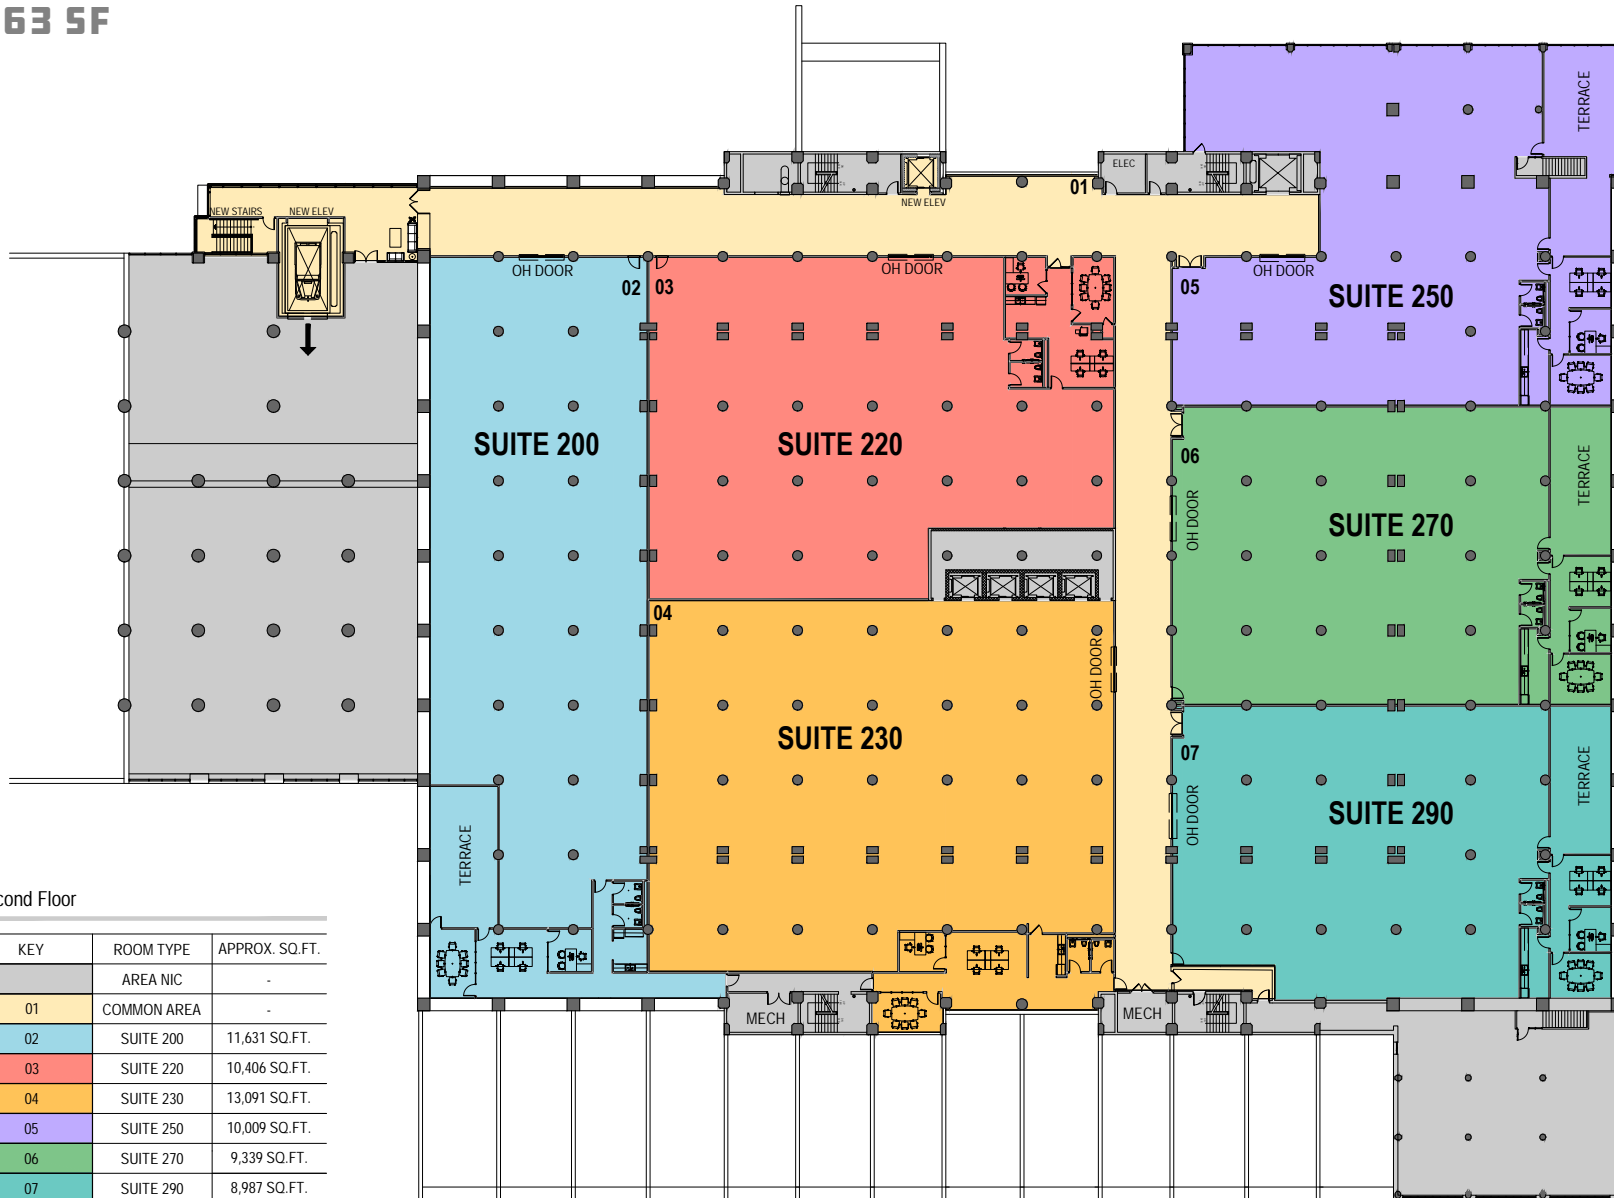 63 SF
TERRACE
ELEC
01
NEW STAIRS
NEW ELEV
NEW ELEV
OH DOOR
OH DOOR
OH DOOR
02
03
05
SUITE 250
SUITE 200
SUITE 220
06
TERRACE
OH DOOR
SUITE 270
04
OH DOOR
SUITE 230
07
TERRACE
OH DOOR
SUITE 290
TERRACE
MECH
MECH
cond Floor
KEY ROOM TYPE APPROX. SQ.FT.
AREA NIC -
01 COMMON AREA -
02 SUITE 200 11,631 SQ.FT.
03 SUITE 220 10,406 SQ.FT.
04 SUITE 230 13,091 SQ.FT.
05 SUITE 250 10,009 SQ.FT.
06 SUITE 270 9,339 SQ.FT.
07 SUITE 290 8,987 SQ.FT.